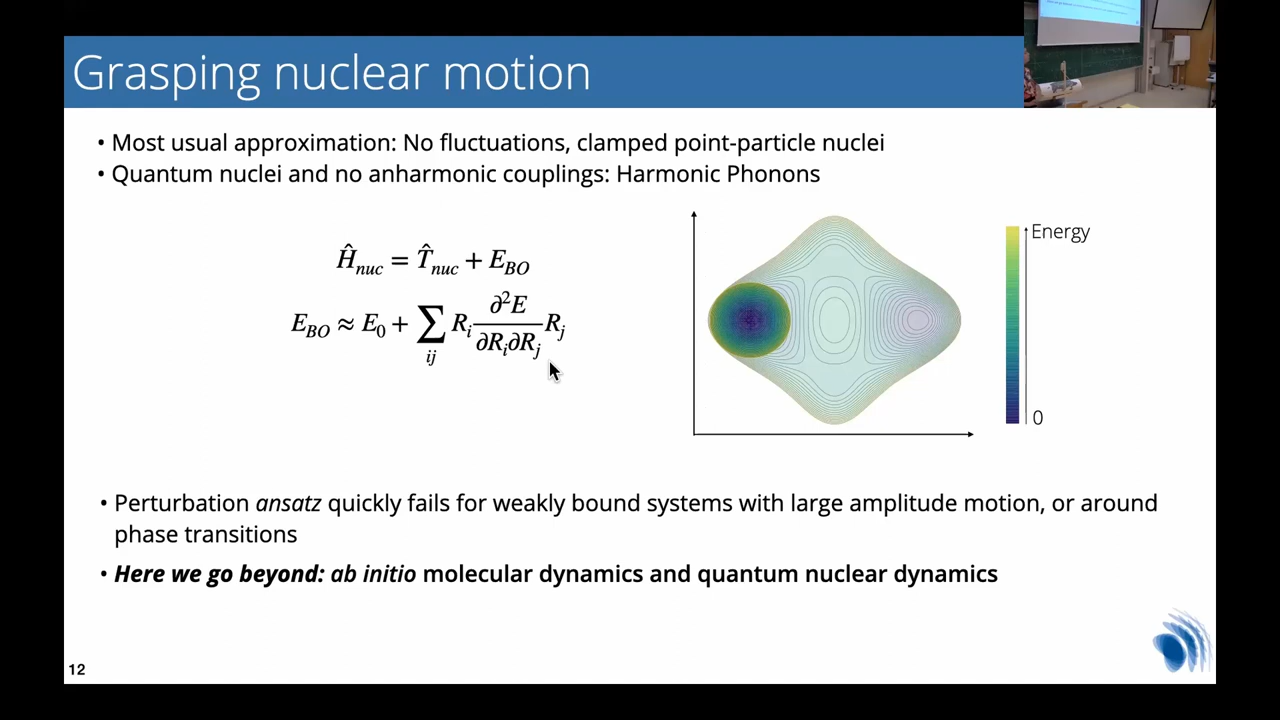 Grasping nuclear motion
• Most usual approximation: No fluctuations, clamped point-particle nuclei
• Quantum nuclei and no anharmonic couplings: Harmonic Phonons
Ĥ_nuc = T̂_nuc + E_BO
E_BO ≈ E_0 + ∑_ij R_i ∂²E/∂R_i∂R_j R_j
Energy
0
• Perturbation ansatz quickly fails for weakly bound systems with large amplitude motion, or around
phase transitions
• Here we go beyond: ab initio molecular dynamics and quantum nuclear dynamics
12